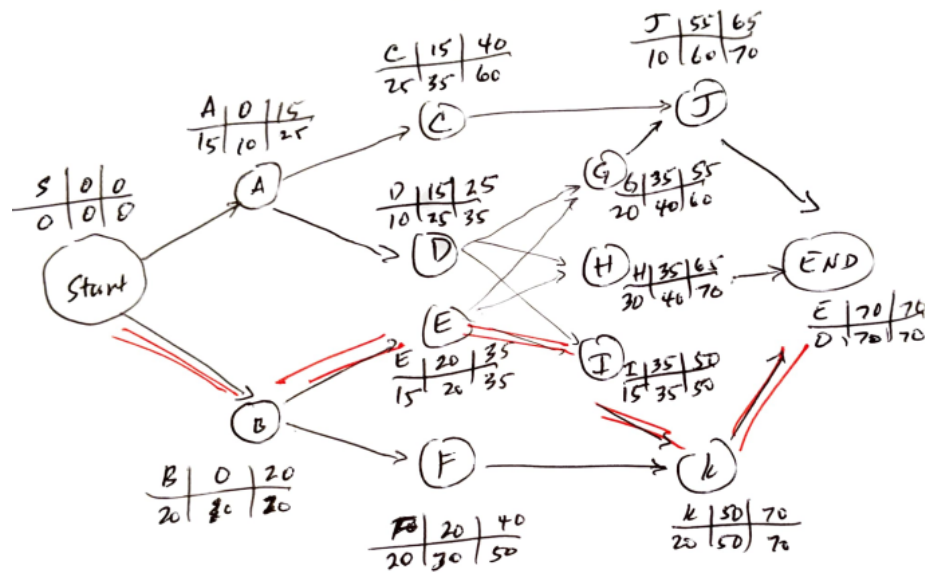 J | 55 | 65
10 | 60 | 70
C | 15 | 40
25 | 35 | 60
A | 0 | 15
15 | 10 | 25
S | 0 | 0
0 | 0 | 0
J
C
A
G
G | 35 | 55
20 | 40 | 60
D | 15 | 25
10 | 25 | 35
D
Start
H
H | 35 | 65
30 | 40 | 70
END
E | 70 | 70
0 | 70 | 70
E
E | 20 | 35
15 | 20 | 35
I
I | 35 | 50
15 | 35 | 50
B
B | 0 | 20
20 | | 20
F
20 | 40
20 | 30 | 50
K
K | 50 | 70
20 | 50 | 70